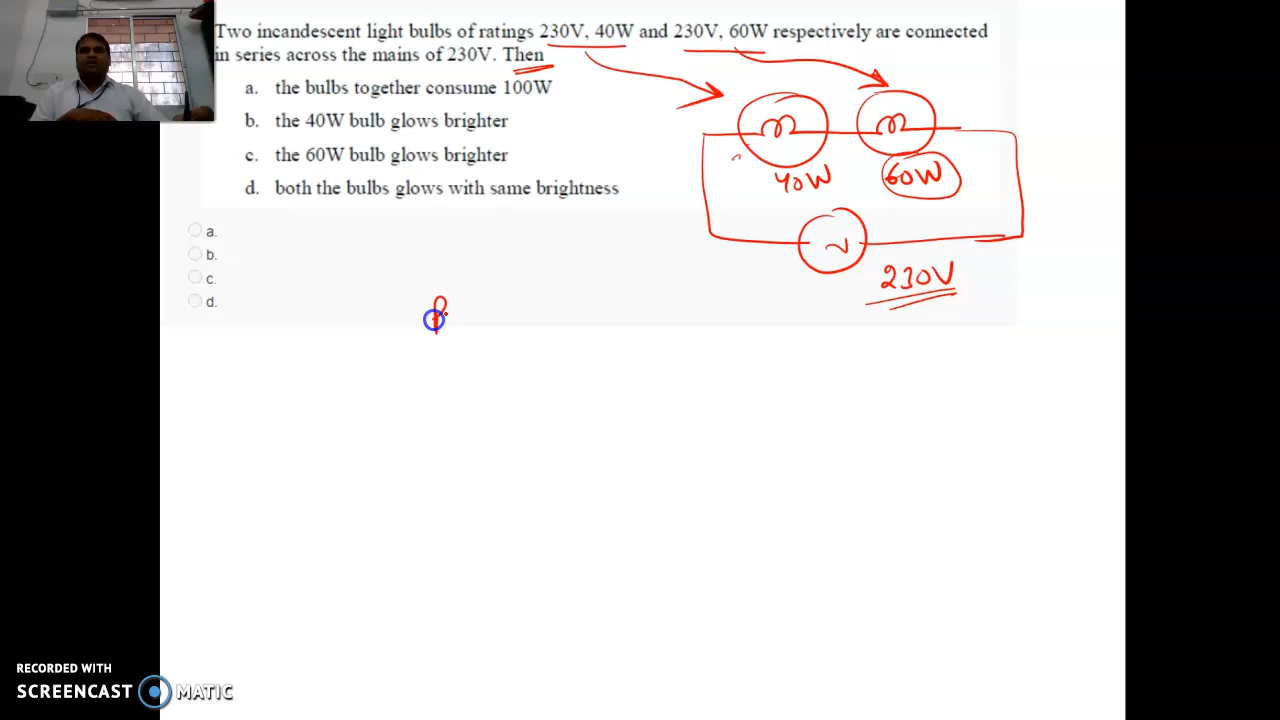 Two incandescent light bulbs of ratings 230V, 40W and 230V, 60W respectively are connected
in series across the mains of 230V. Then
a. the bulbs together consume 100W
b. the 40W bulb glows brighter
c. the 60W bulb glows brighter
d. both the bulbs glows with same brightness
40W
60W
~
230V
a.
b.
c.
d.
P
RECORDED WITH
SCREENCAST MATIC